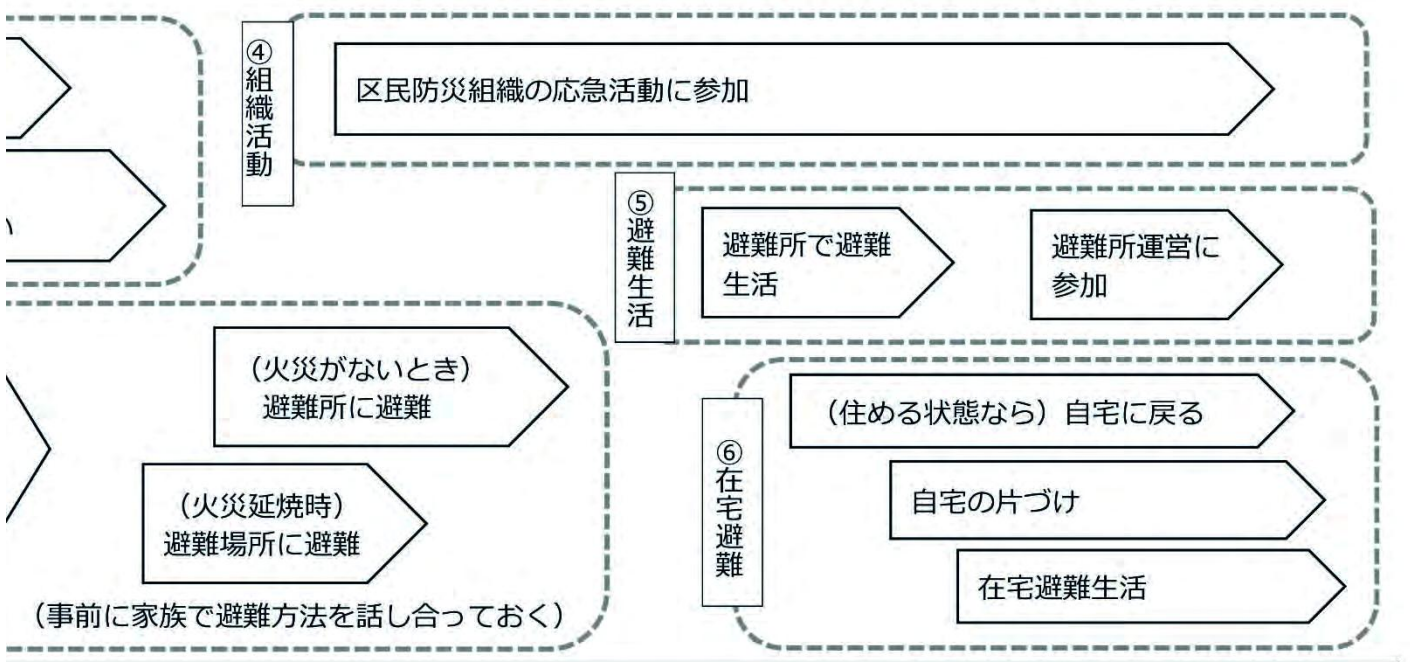 ④組織活動
区民防災組織の応急活動に参加
⑤避難生活
避難所で避難
生活
避難所運営に
参加
（火災がないとき）
避難所に避難
（火災延焼時）
避難場所に避難
（事前に家族で避難方法を話し合っておく）
⑥在宅避難
（住める状態なら）自宅に戻る
自宅の片づけ
在宅避難生活